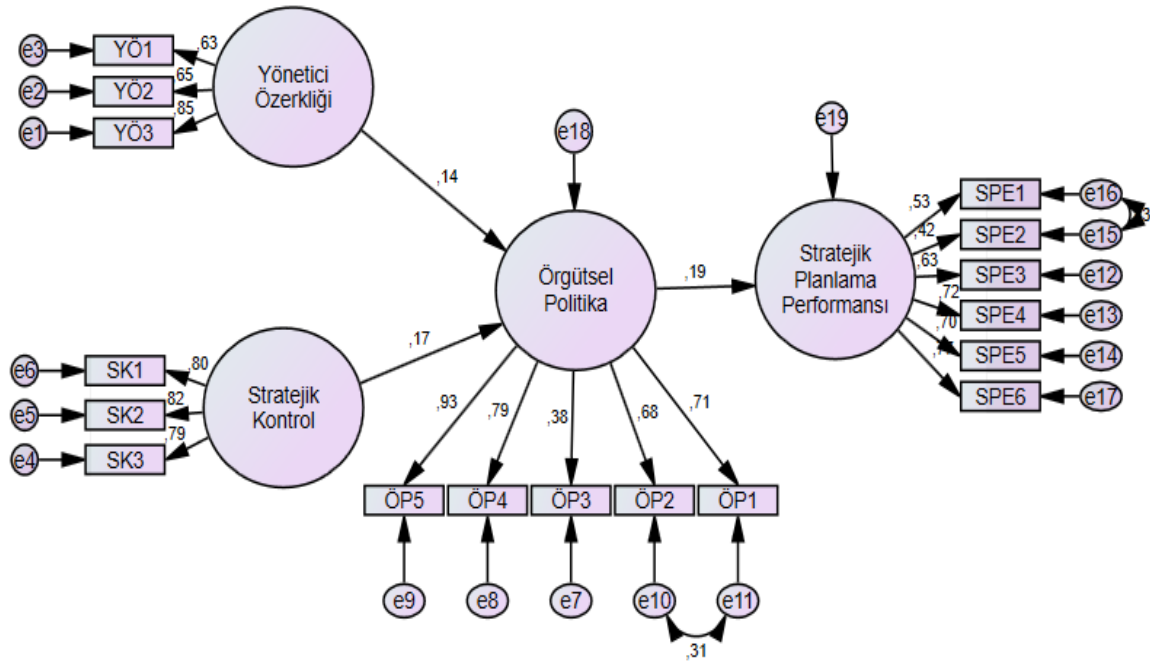 e3
YÖ1
,63
e2
YÖ2
,65
e1
YÖ3
,85
Yönetici
Özerkliği
,14
e18
e19
e6
SK1
,80
e5
SK2
,82
e4
SK3
,79
Stratejik
Kontrol
,17
Örgütsel
Politika
,19
Stratejik
Planlama
Performansı
,53
SPE1
e16
,42
SPE2
e15
,63
SPE3
e12
,72
SPE4
e13
,70
SPE5
e14
SPE6
e17
,93
,79
,38
,68
,71
ÖP5
ÖP4
ÖP3
ÖP2
ÖP1
e9
e8
e7
e10
e11
,31